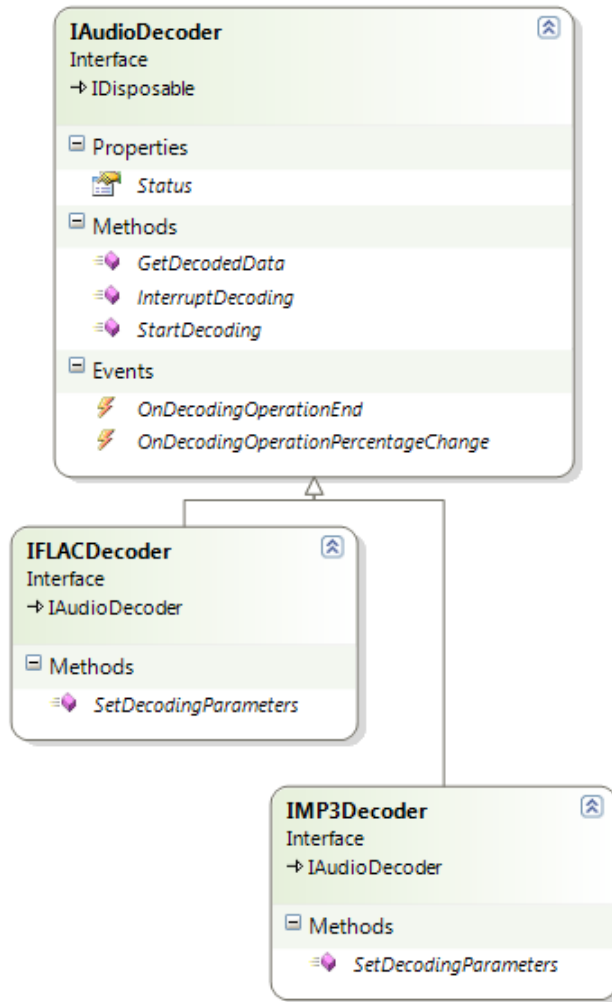 IAudioDecoder
Interface
IDisposable
Properties
Status
Methods
GetDecodedData
InterruptDecoding
StartDecoding
Events
OnDecodingOperationEnd
OnDecodingOperationPercentageChange
IFLACDecoder
Interface
IAudioDecoder
Methods
SetDecodingParameters
IMP3Decoder
Interface
IAudioDecoder
Methods
SetDecodingParameters